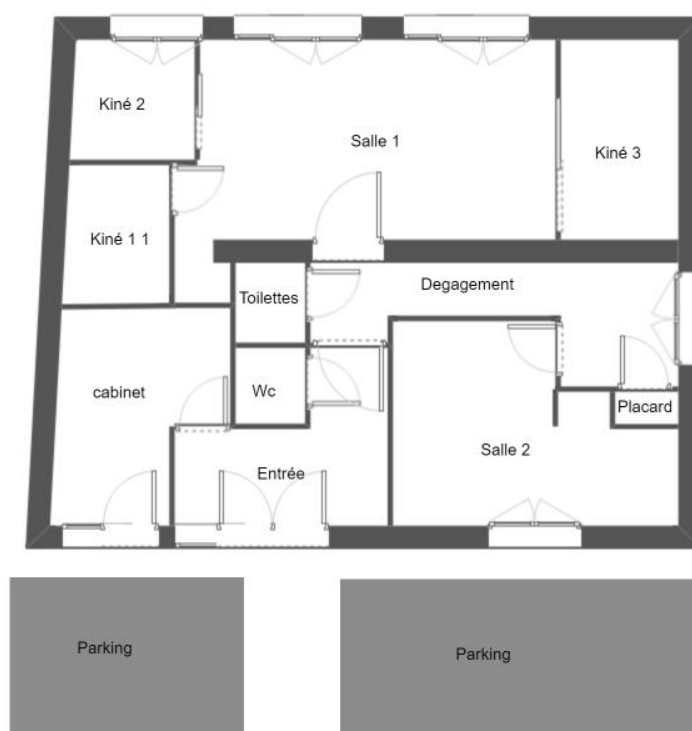 Kiné 2
Salle 1
Kiné 3
Kiné 1 1
Toilettes
Degagement
cabinet
Wc
Placard
Salle 2
Entrée
Parking
Parking